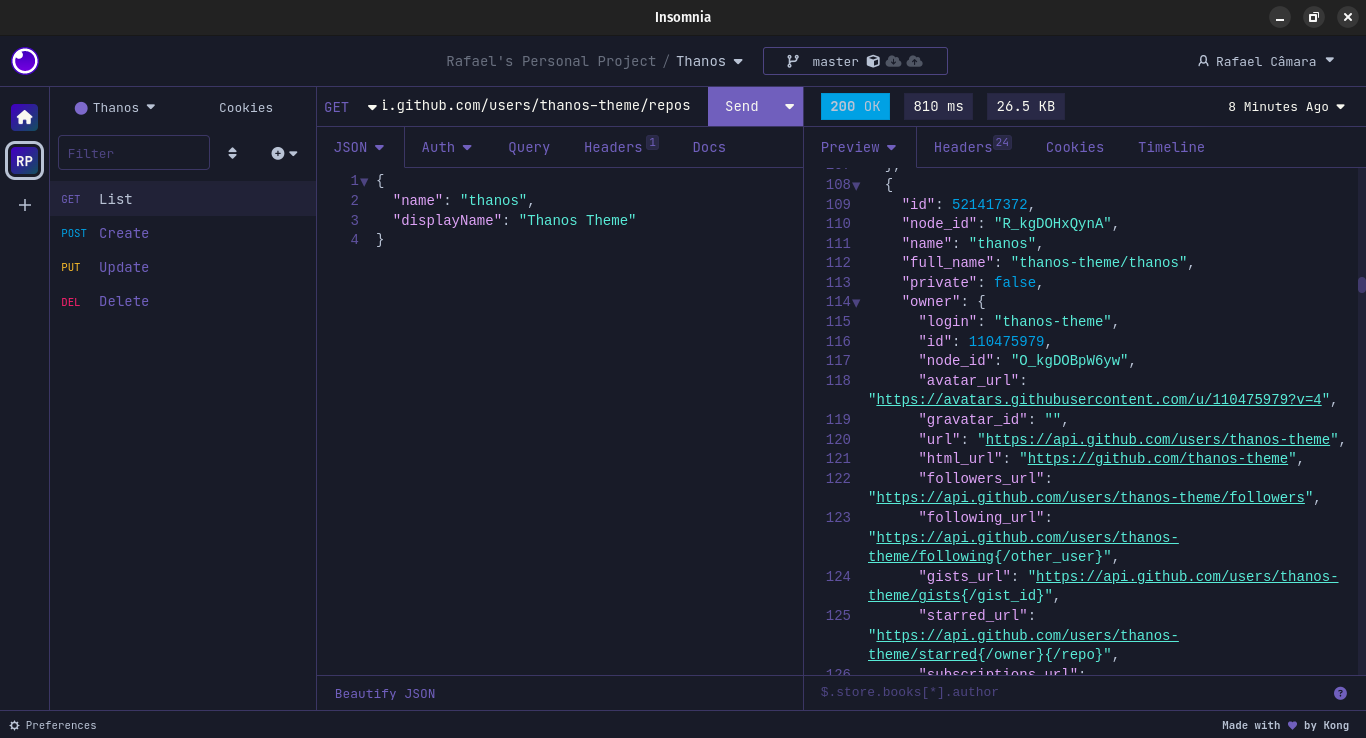 Insomnia
Rafael's Personal Project / Thanos
master
Rafael Câmara
Thanos
Cookies
Filter
RP
GET List
POST Create
PUT Update
DEL Delete
GET
i.github.com/users/thanos-theme/repos
Send
JSON
Auth
Query
Headers 1
Docs
1 {
2 "name": "thanos",
3 "displayName": "Thanos Theme"
4 }
Beautify JSON
200 OK
810 ms
26.5 KB
8 Minutes Ago
Preview
Headers 24
Cookies
Timeline
108 {
109 "id": 521417372,
110 "node_id": "R_kgDOHxQynA",
111 "name": "thanos",
112 "full_name": "thanos-theme/thanos",
113 "private": false,
114 "owner": {
115 "login": "thanos-theme",
116 "id": 110475979,
117 "node_id": "O_kgDOBpW6yw",
118 "avatar_url":
"https://avatars.githubusercontent.com/u/110475979?v=4",
119 "gravatar_id": "",
120 "url": "https://api.github.com/users/thanos-theme",
121 "html_url": "https://github.com/thanos-theme",
122 "followers_url":
"https://api.github.com/users/thanos-theme/followers",
123 "following_url":
"https://api.github.com/users/thanos-
theme/following{/other_user}",
124 "gists_url": "https://api.github.com/users/thanos-
theme/gists{/gist_id}",
125 "starred_url":
"https://api.github.com/users/thanos-
theme/starred{/owner}{/repo}",
126 "subscriptions_url":
$.store.books[*].author
Preferences
Made with ♥ by Kong